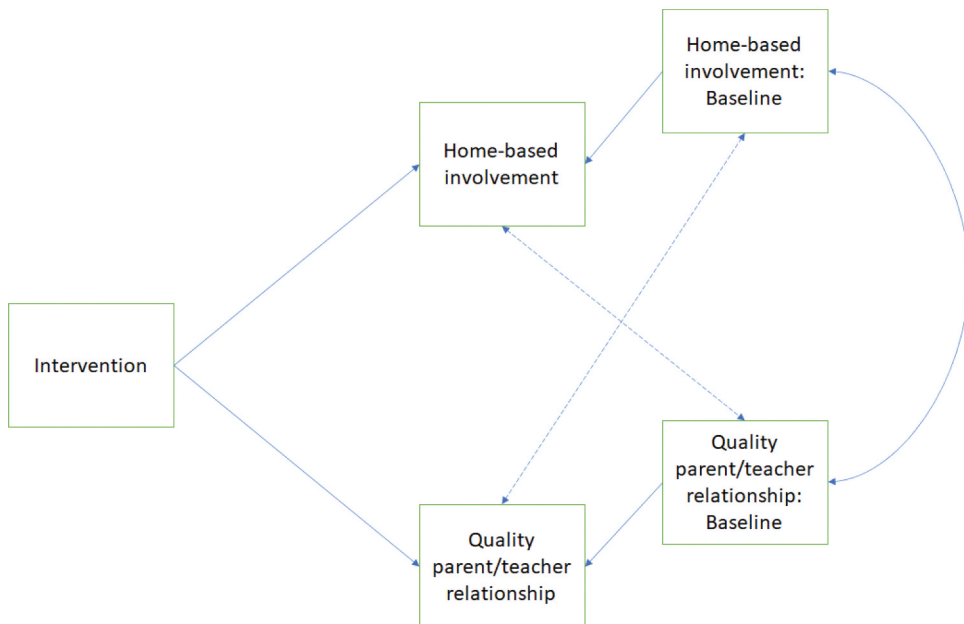 Home-based
involvement:
Baseline
Home-based
involvement
Intervention
Quality
parent/teacher
relationship:
Baseline
Quality
parent/teacher
relationship